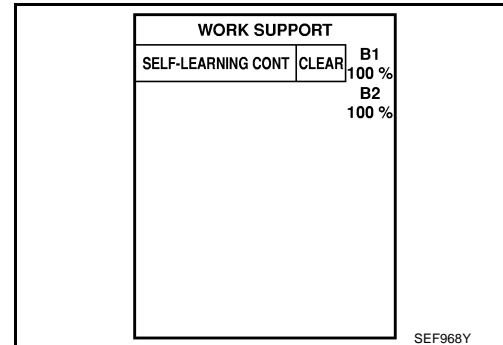 WORK SUPPORT
SELF-LEARNING CONT CLEAR B1
100 %
B2
100 %
SEF968Y